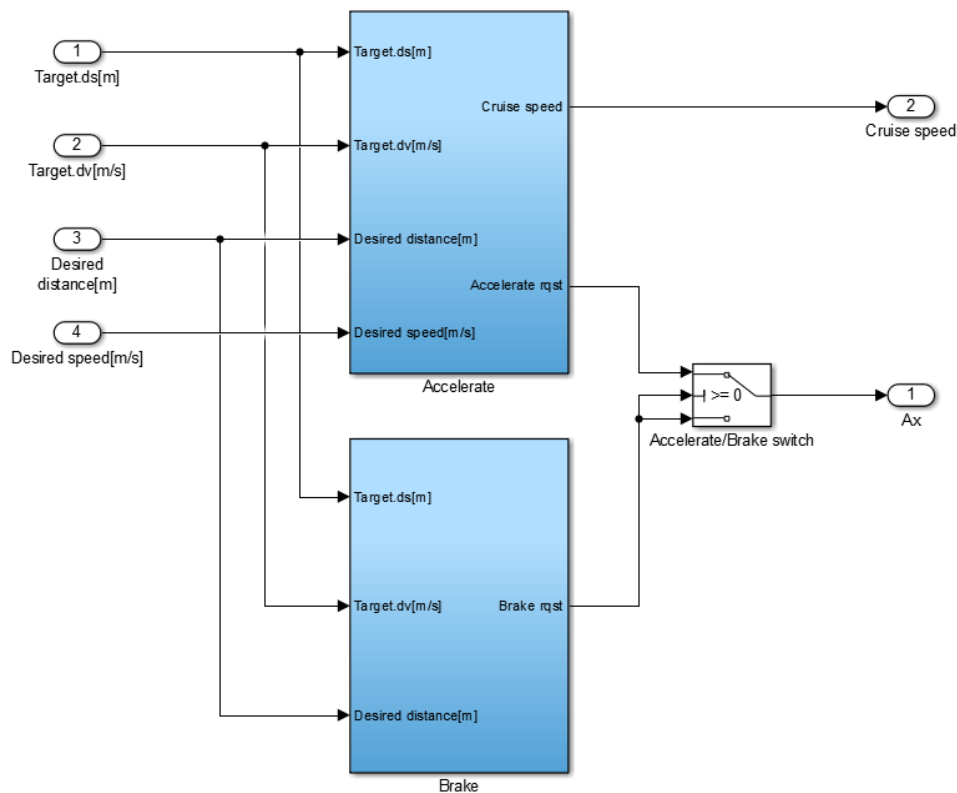 1
Target.ds[m]
2
Target.dv[m/s]
3
Desired
distance[m]
4
Desired speed[m/s]
Target.ds[m]
Target.dv[m/s]
Desired distance[m]
Desired speed[m/s]
Cruise speed
Accelerate rqst
Accelerate
2
Cruise speed
>= 0
Accelerate/Brake switch
1
Ax
Target.ds[m]
Target.dv[m/s]
Desired distance[m]
Brake rqst
Brake